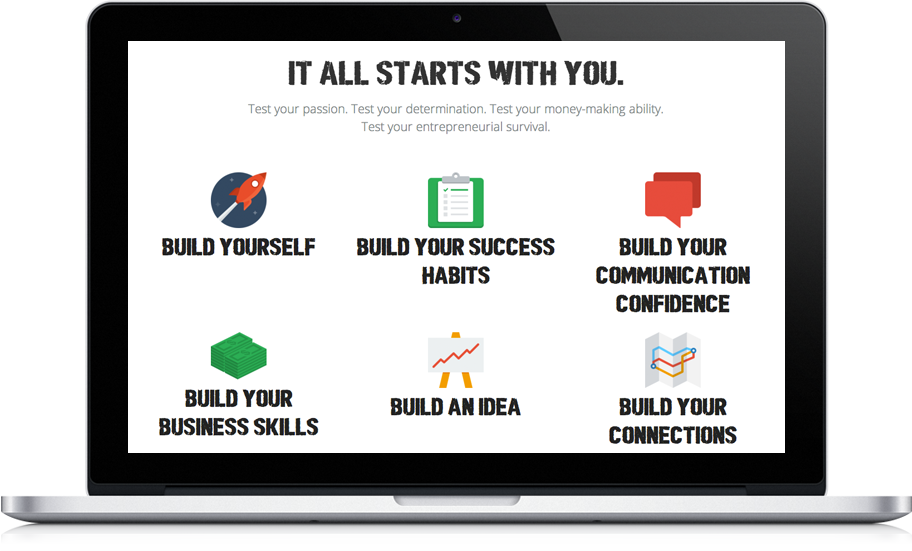 IT ALL STARTS WITH YOU.
Test your passion. Test your determination. Test your money-making ability.
Test your entrepreneurial survival.
BUILD YOURSELF
BUILD YOUR SUCCESS
HABITS
BUILD YOUR
COMMUNICATION
CONFIDENCE
BUILD YOUR
BUSINESS SKILLS
BUILD AN IDEA
BUILD YOUR
CONNECTIONS